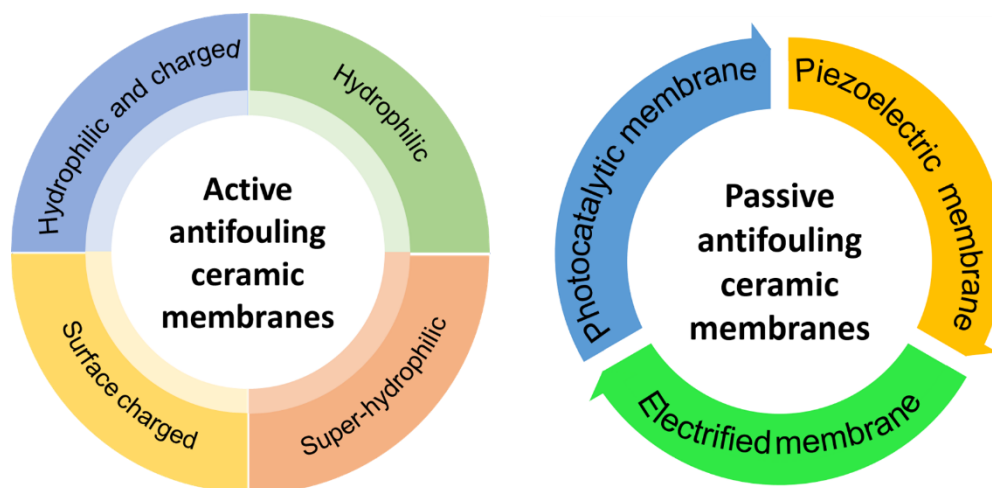 Hydrophilic and charged
Hydrophilic
Surface charged
Super-hydrophilic
Active
antifouling
ceramic
membranes
Photocatalytic membrane
Piezoelectric membrane
Electrified membrane
Passive
antifouling
ceramic
membranes